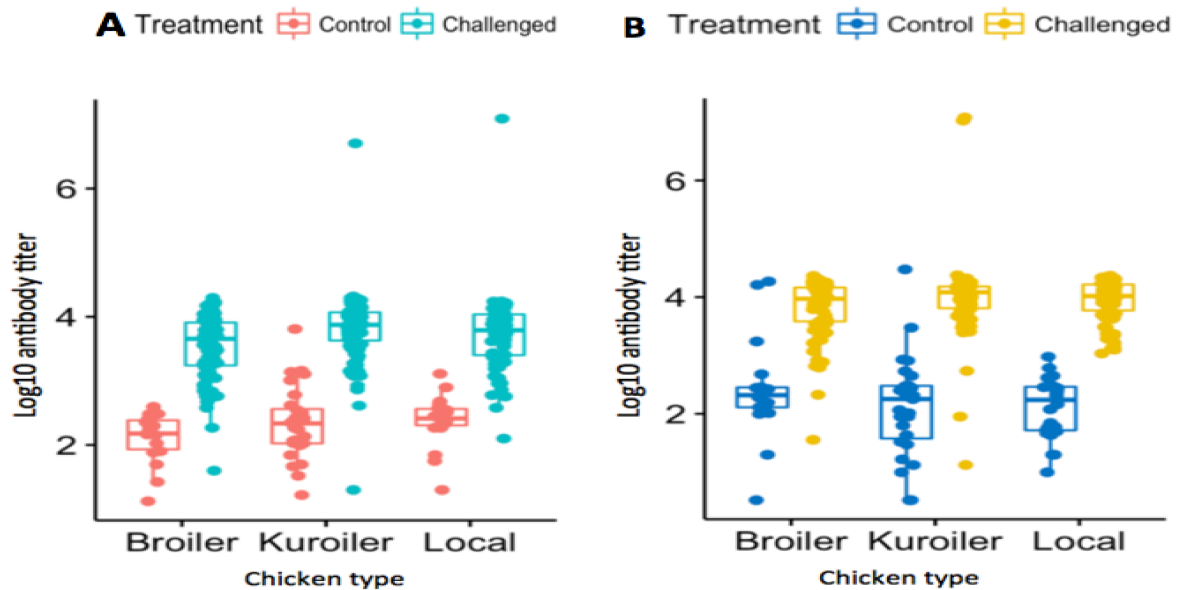 A Treatment Control Challenged
Log10 antibody titer
6
4
2
Broiler Kuroiler Local
Chicken type
B Treatment Control Challenged
Log10 antibody titer
6
4
2
Broiler Kuroiler Local
Chicken type